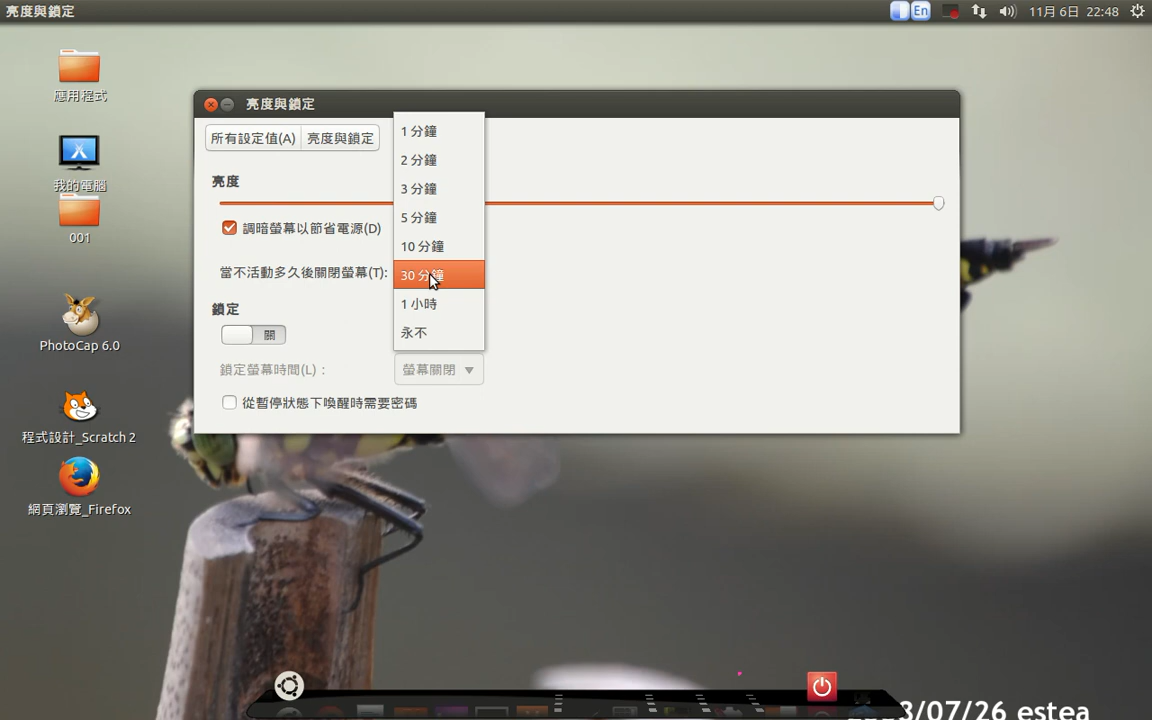 亮度與鎖定
En
11月 6日 22:48
應用程式
我的電腦
001
PhotoCap 6.0
程式設計_Scratch 2
網頁瀏覽_Firefox
亮度與鎖定
所有設定值(A)
亮度與鎖定
亮度
調暗螢幕以節省電源(D)
當不活動多久後關閉螢幕(T):
1 分鐘
2 分鐘
3 分鐘
5 分鐘
10 分鐘
30 分鐘
1 小時
永不
鎖定
關
鎖定螢幕時間(L)：
螢幕關閉
從暫停狀態下喚醒時需要密碼
3/07/26 estea